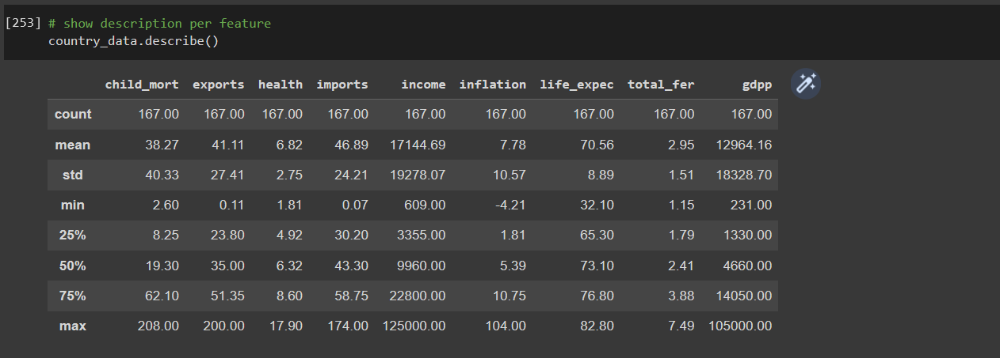 [253] # show description per feature
country_data.describe()
child_mort exports health imports income inflation life_expec total_fer gdpp
count 167.00 167.00 167.00 167.00 167.00 167.00 167.00 167.00 167.00
mean 38.27 41.11 6.82 46.89 17144.69 7.78 70.56 2.95 12964.16
std 40.33 27.41 2.75 24.21 19278.07 10.57 8.89 1.51 18328.70
min 2.60 0.11 1.81 0.07 609.00 -4.21 32.10 1.15 231.00
25% 8.25 23.80 4.92 30.20 3355.00 1.81 65.30 1.79 1330.00
50% 19.30 35.00 6.32 43.30 9960.00 5.39 73.10 2.41 4660.00
75% 62.10 51.35 8.60 58.75 22800.00 10.75 76.80 3.88 14050.00
max 208.00 200.00 17.90 174.00 125000.00 104.00 82.80 7.49 105000.00